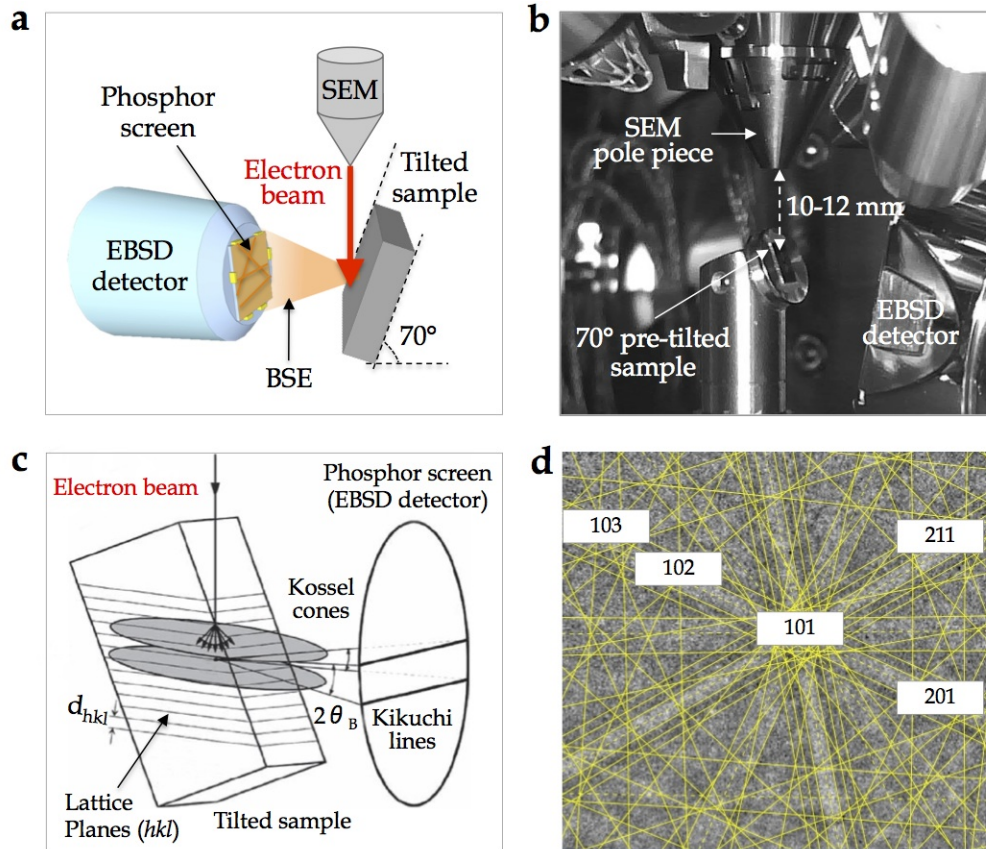 a
SEM
Phosphor
screen
Electron
beam
Tilted
sample
EBSD
detector
70°
BSE
b
SEM
pole piece
10-12 mm
70° pre-tilted
sample
EBSD
detector
c
Electron beam
Phosphor screen
(EBSD detector)
Kossel
cones
d hkl
2θ B
Kikuchi
lines
Lattice
Planes (hkl)
Tilted sample
d
103
211
102
101
201